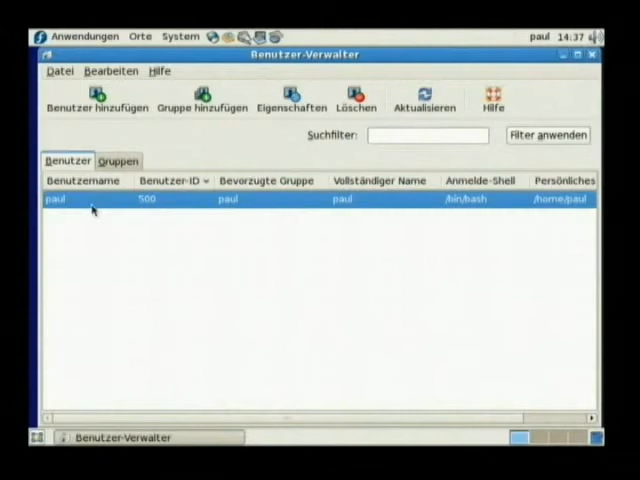 Anwendungen Orte System paul 14:37
Benutzer-Verwalter
Datei Bearbeiten Hilfe
Benutzer hinzufügen Gruppe hinzufügen Eigenschaften Löschen Aktualisieren Hilfe
Suchfilter: Filter anwenden
Benutzer Gruppen
Benutzername Benutzer-ID Bevorzugte Gruppe Vollständiger Name Anmelde-Shell Persönliches
paul 500 paul paul /bin/bash /home/paul
Benutzer-Verwalter